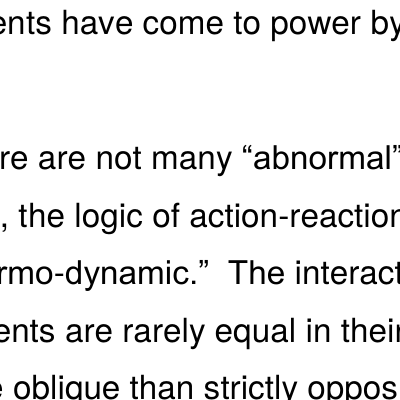 ents have come to power by
re are not many “abnormal”
, the logic of action-reaction
rmo-dynamic.”  The interact
ents are rarely equal in their
e oblique than strictly oppos